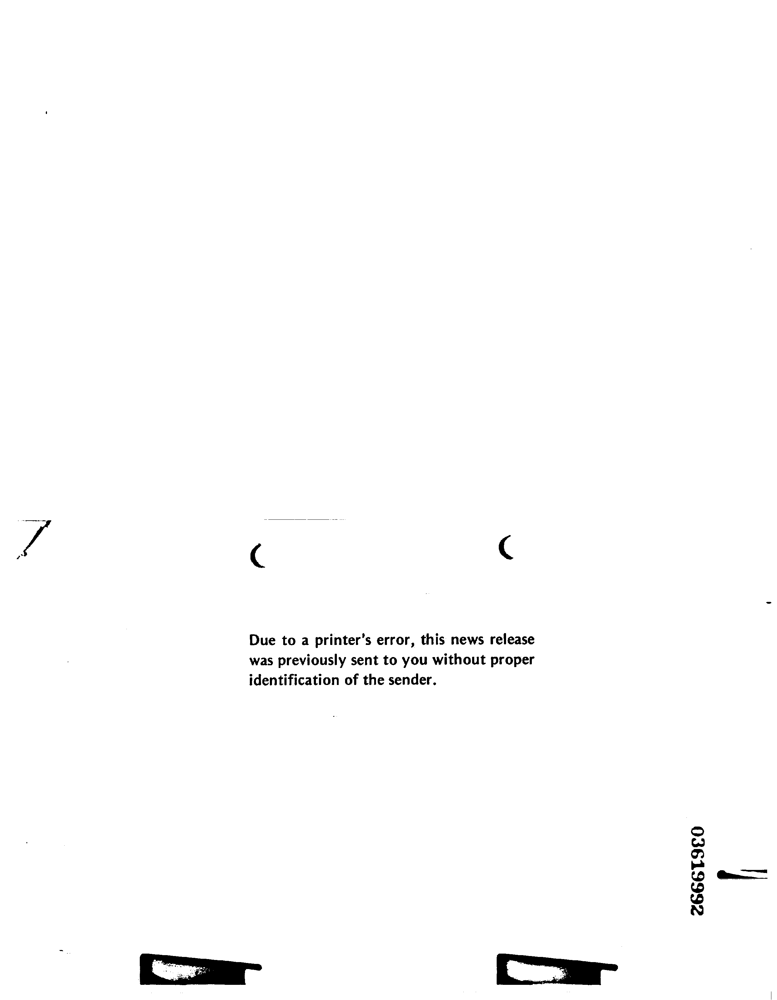 Due to a printer's error, this news release
was previously sent to you without proper
identification of the sender.
03619992